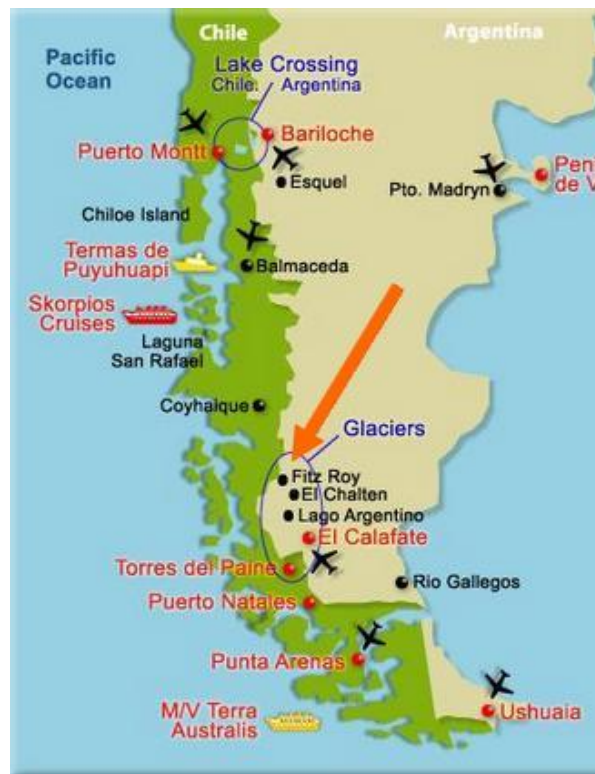 Chile
Argentina
Pacific
Ocean
Lake Crossing
Chile. Argentina
Bariloche
Puerto Montt
Esquel
Pto. Madryn
Pen
de V
Chiloe Island
Termas de
Puyuhuapi
Balmaceda
Skorpios
Cruises
Laguna
San Rafael
Coyhaique
Glaciers
Fitz Roy
El Chalten
Lago Argentino
El Calafate
Torres del Paine
Rio Gallegos
Puerto Natales
Punta Arenas
M/V Terra
Australis
Ushuaia